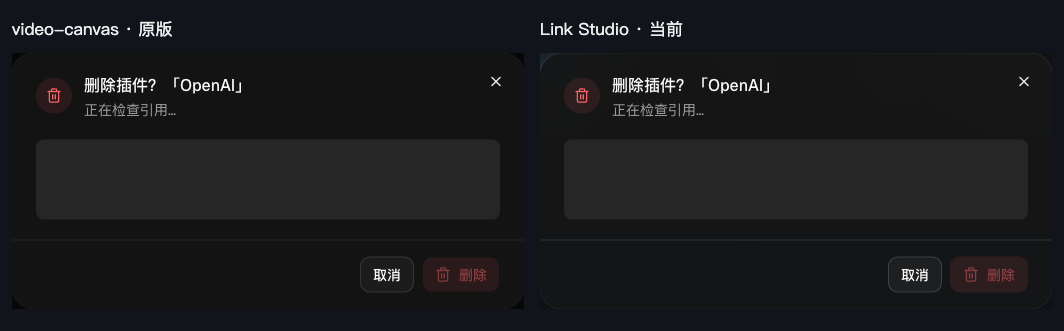 video-canvas · 原版
删除插件？「OpenAI」
正在检查引用...
取消
删除
Link Studio · 当前
删除插件？「OpenAI」
正在检查引用...
取消
删除